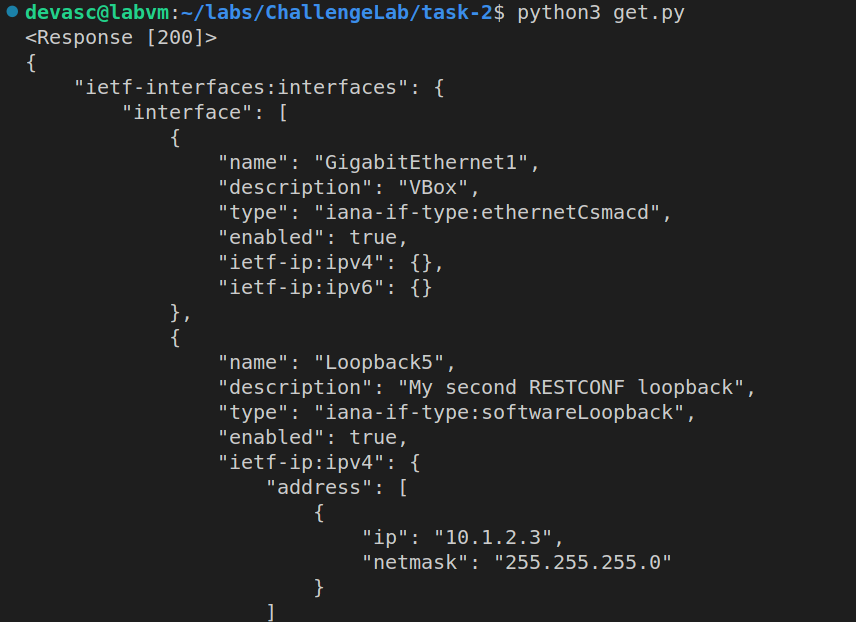 devasc@labvm:~/labs/ChallengeLab/task-2$ python3 get.py
<Response [200]>
{
    "ietf-interfaces:interfaces": {
        "interface": [
            {
                "name": "GigabitEthernet1",
                "description": "VBox",
                "type": "iana-if-type:ethernetCsmacd",
                "enabled": true,
                "ietf-ip:ipv4": {},
                "ietf-ip:ipv6": {}
            },
            {
                "name": "Loopback5",
                "description": "My second RESTCONF loopback",
                "type": "iana-if-type:softwareLoopback",
                "enabled": true,
                "ietf-ip:ipv4": {
                    "address": [
                        {
                            "ip": "10.1.2.3",
                            "netmask": "255.255.255.0"
                        }
                    ]